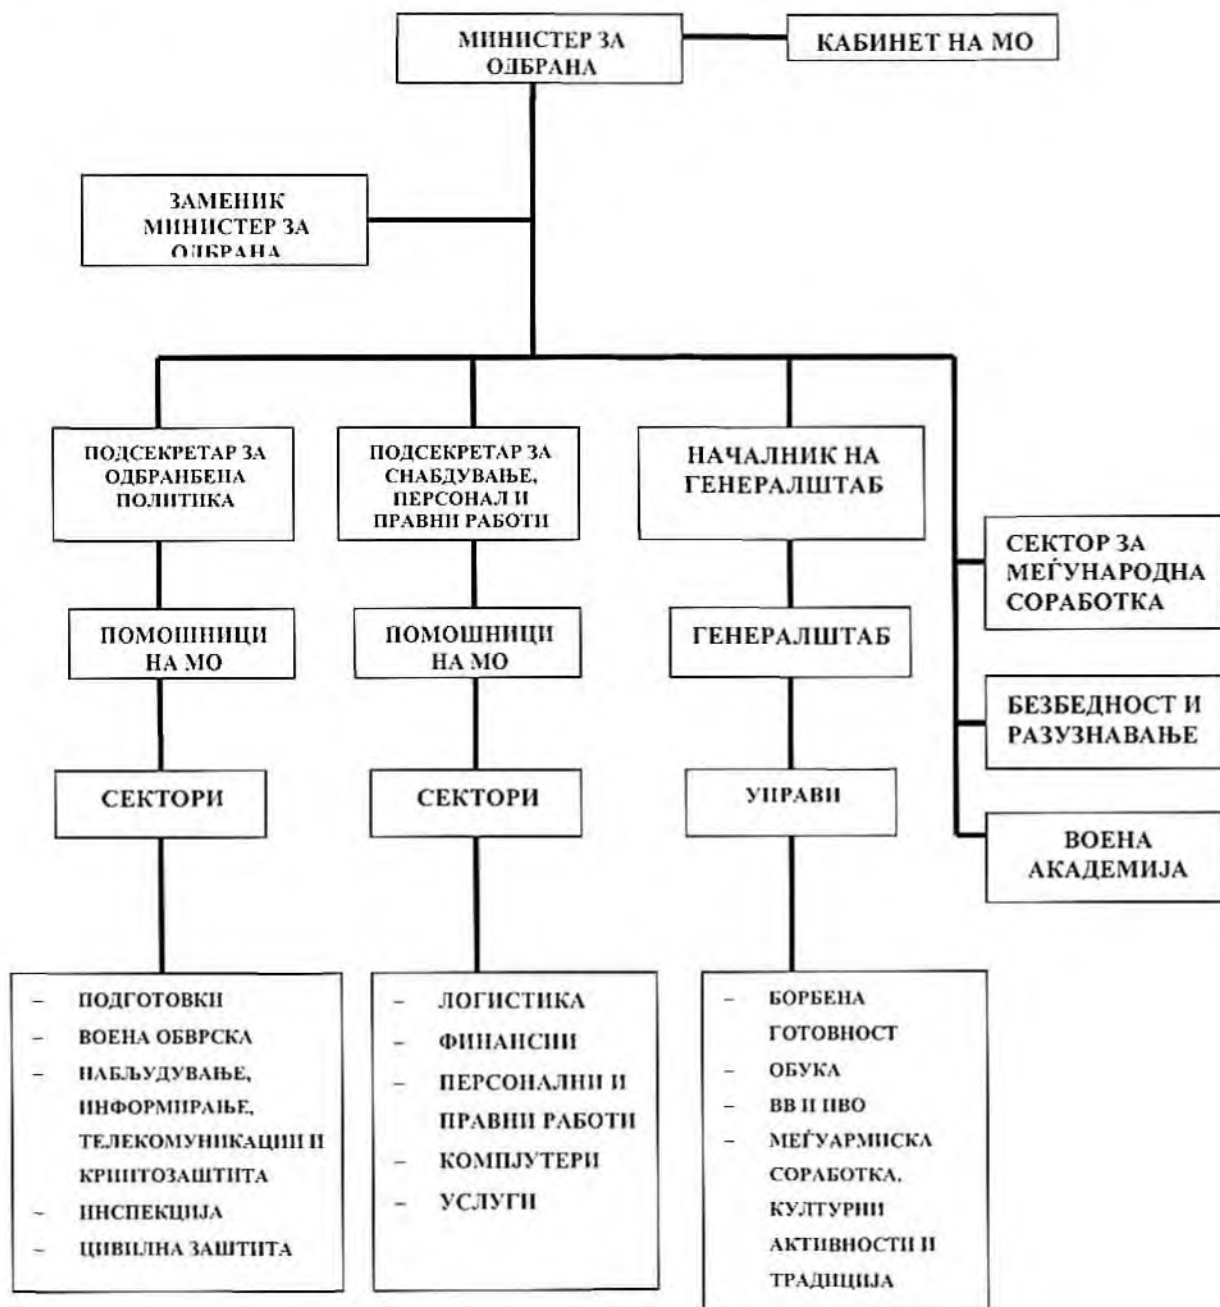 МИНИСТЕР ЗА
ОДБРАНА
КАБИНЕТ НА МО
ЗАМЕНИК
МИНИСТЕР ЗА
ОДБРАНА
ПОДСЕКРЕТАР ЗА
ОДБРАНБЕНА
ПОЛИТИКА
ПОДСЕКРЕТАР ЗА
СНАБДУВАЊЕ,
ПЕРСОНАЛ И
ПРАВНИ РАБОТИ
НАЧАЛНИК НА
ГЕНЕРАЛШТАБ
СЕКТОР ЗА
МЕЃУНАРОДНА
СОРАБОТКА
ПОМОШНИЦИ
НА МО
ПОМОШНИЦИ
НА МО
ГЕНЕРАЛШТАБ
БЕЗБЕДНОСТ И
РАЗУЗНАВАЊЕ
СЕКТОРИ
СЕКТОРИ
УПРАВИ
ВОЕНА
АКАДЕМИЈА
– ПОДГОТОВКИ
– ВОЕНА ОБВРСКА
– НАБЉУДУВАЊЕ,
ИНФОРМИРАЊЕ,
ТЕЛЕКОМУНИКАЦИИ И
КРИПТОЗАШТИТА
– ИНСПЕКЦИЈА
– ЦИВИЛНА ЗАШТИТА
– ЛОГИСТИКА
– ФИНАНСИИ
– ПЕРСОНАЛНИ И
ПРАВНИ РАБОТИ
– КОМПЈУТЕРИ
– УСЛУГИ
– БОРБЕНА
ГОТОВНОСТ
– ОБУКА
– ВВ И ПВО
– МЕЃУАРМИСКА
СОРАБОТКА,
КУЛТУРНИ
АКТИВНОСТИ И
ТРАДИЦИЈА